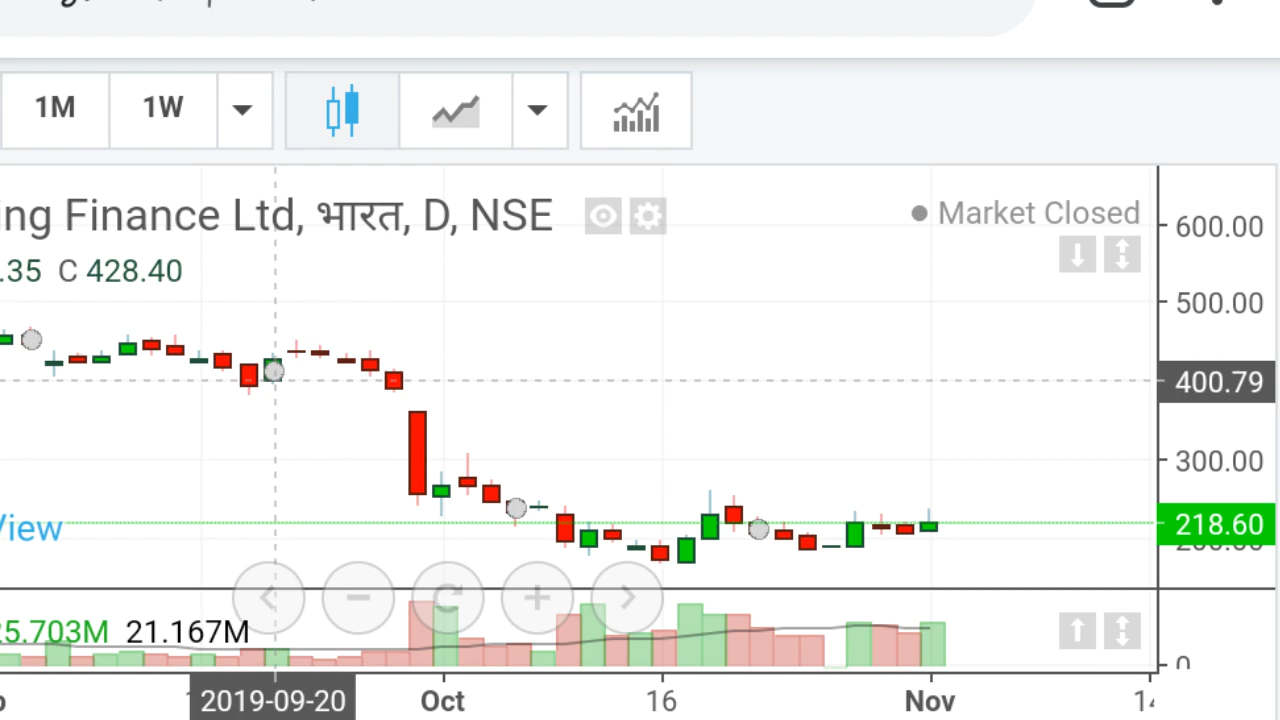 1M 1W
ing Finance Ltd, भारत, D, NSE
Market Closed
.35 C 428.40
600.00
500.00
400.79
300.00
218.60
View
25.703M 21.167M
0
2019-09-20
Oct
16
Nov